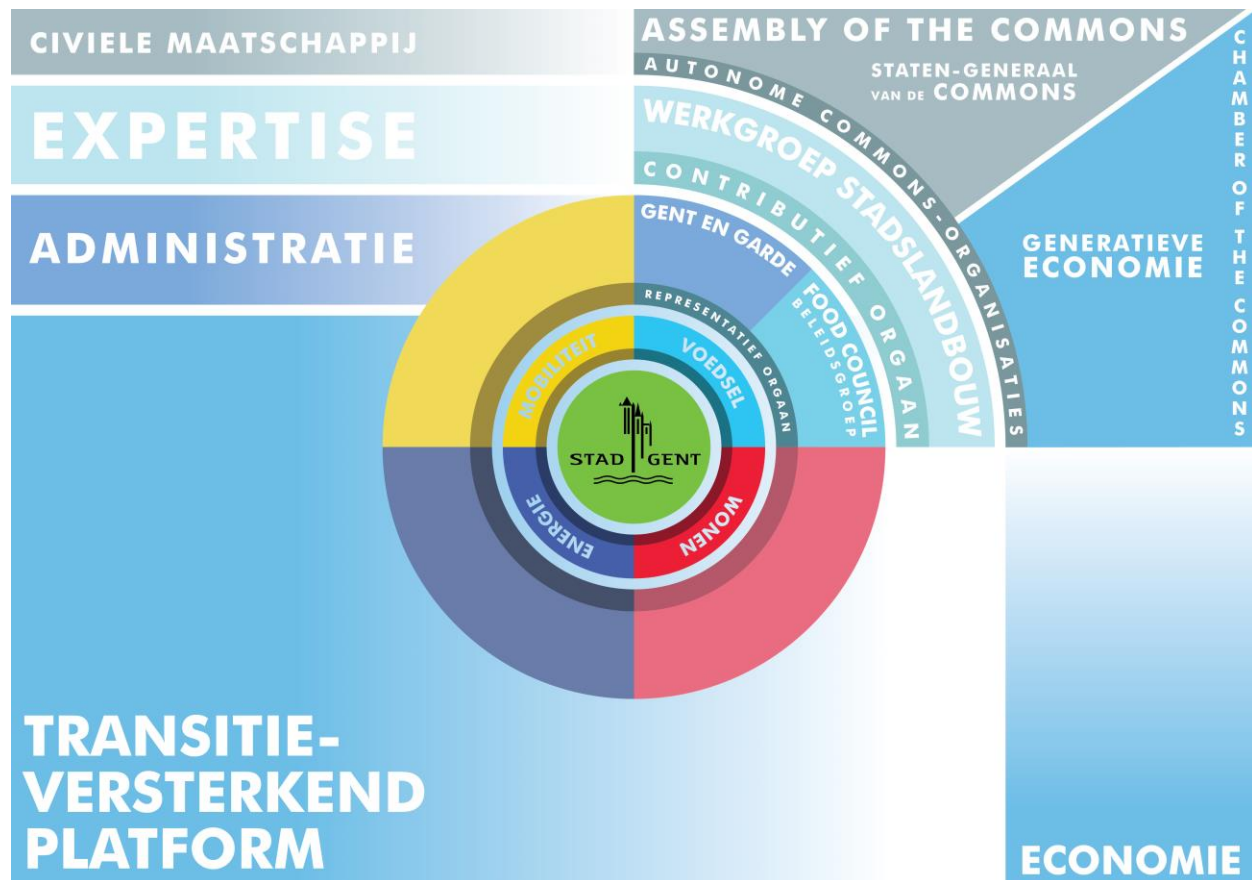 CIVIELE MAATSCHAPPIJ
EXPERTISE
ADMINISTRATIE
ASSEMBLY OF THE COMMONS
STATEN-GENERAAL
VAN DE COMMONS
AUTONOME COMMONS-ORGANISATIES
WERKGROEP STADSLANDBOUW
CONTRIBUTIEF ORGAAN
GENT EN GARDE
FOOD COUNCIL
BELEIDSGROEP
REPRESENTATIEF ORGAAN
MOBILITEIT
VOEDSEL
STAD GENT
ENERGIE
WONEN
GENERATIEVE
ECONOMIE
CHAMBER OF THE COMMONS
TRANSITIE-
VERSTERKEND
PLATFORM
ECONOMIE